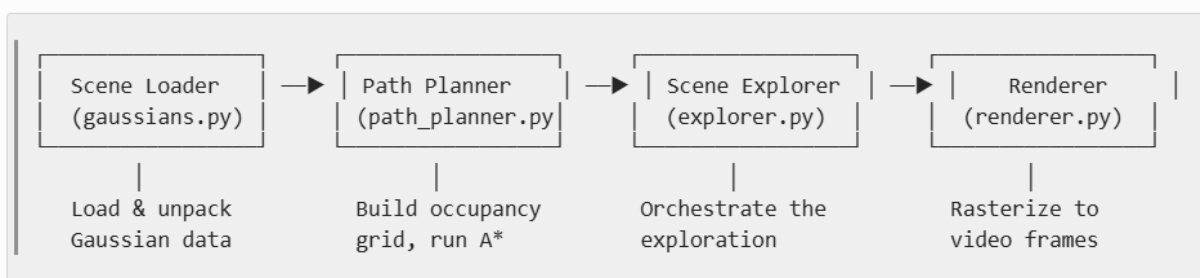 Scene Loader Path Planner Scene Explorer Renderer
(gaussians.py) (path_planner.py (explorer.py) (renderer.py)
Load & unpack Build occupancy Orchestrate the Rasterize to
Gaussian data grid, run A* exploration video frames